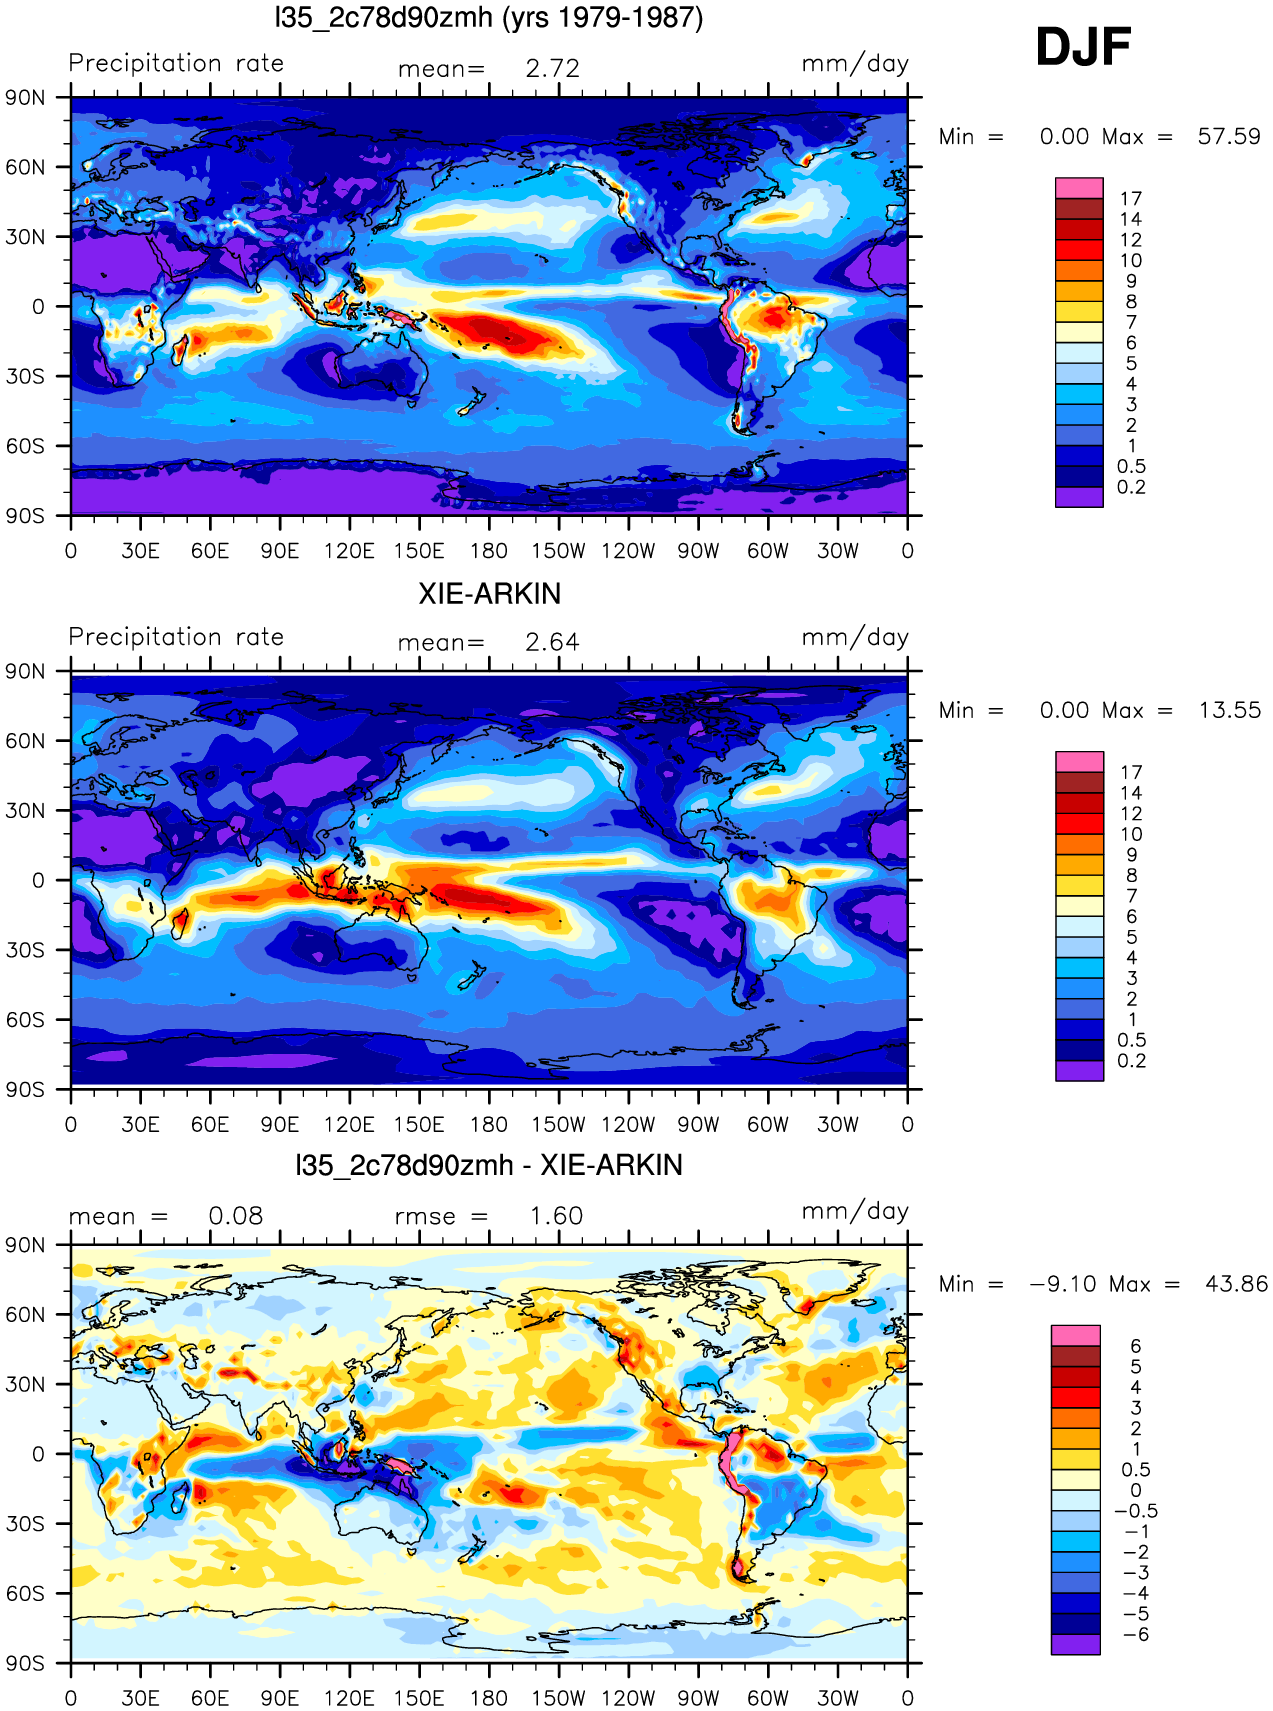 l35_2c78d90zmh (yrs 1979-1987)
DJF
Precipitation rate mean= 2.72 mm/day
Min = 0.00 Max = 57.59
90N
60N
30N
0
30S
60S
90S
0 30E 60E 90E 120E 150E 180 150W 120W 90W 60W 30W 0
17
14
12
10
9
8
7
6
5
4
3
2
1
0.5
0.2
XIE-ARKIN
Precipitation rate mean= 2.64 mm/day
Min = 0.00 Max = 13.55
90N
60N
30N
0
30S
60S
90S
0 30E 60E 90E 120E 150E 180 150W 120W 90W 60W 30W 0
17
14
12
10
9
8
7
6
5
4
3
2
1
0.5
0.2
l35_2c78d90zmh - XIE-ARKIN
mean = 0.08 rmse = 1.60 mm/day
Min = −9.10 Max = 43.86
90N
60N
30N
0
30S
60S
90S
0 30E 60E 90E 120E 150E 180 150W 120W 90W 60W 30W 0
6
5
4
3
2
1
0.5
0
−0.5
−1
−2
−3
−4
−5
−6